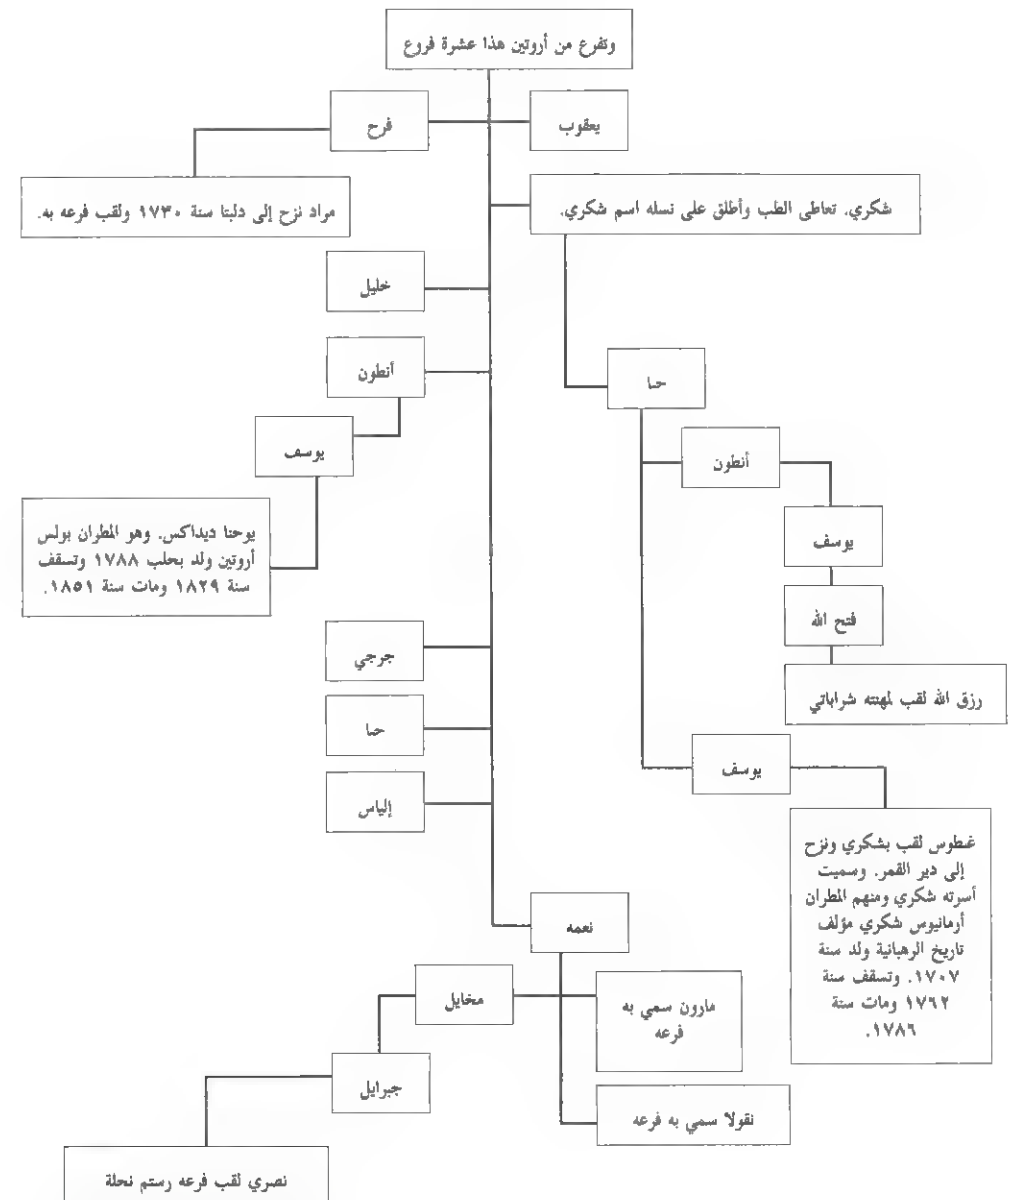 وتفرع من أروتين هذا عشرة فروع
يعقوب
فرح
مراد نزح إلى دلبتا سنة ١٧٣٠ ولقب فرعه به.
شكري. تعاطى الطب وأطلق على نسله اسم شكري.
خليل
أنطون
يوسف
يوحنا ديداكس. وهو المطران بولس
أروتين ولد بحلب ١٧٨٨ وتسقف
سنة ١٨٢٩ ومات سنة ١٨٥١.
حنا
أنطون
يوسف
فتح الله
رزق الله لقب لمهنته شراباتي
يوسف
غطوس لقب بشكري ونزح
إلى دير القمر. وسميت
أسرته شكري ومنهم المطران
أرمانيوس شكري مؤلف
تاريخ الرهبانية ولد سنة
١٧٠٧. وتسقف سنة
١٧٦٢ ومات سنة
١٧٨٦.
جرجي
حنا
إلياس
نعمه
مخايل
مارون سمي به
فرعه
جبرايل
نقولا سمي به فرعه
نصري لقب فرعه رستم نحلة